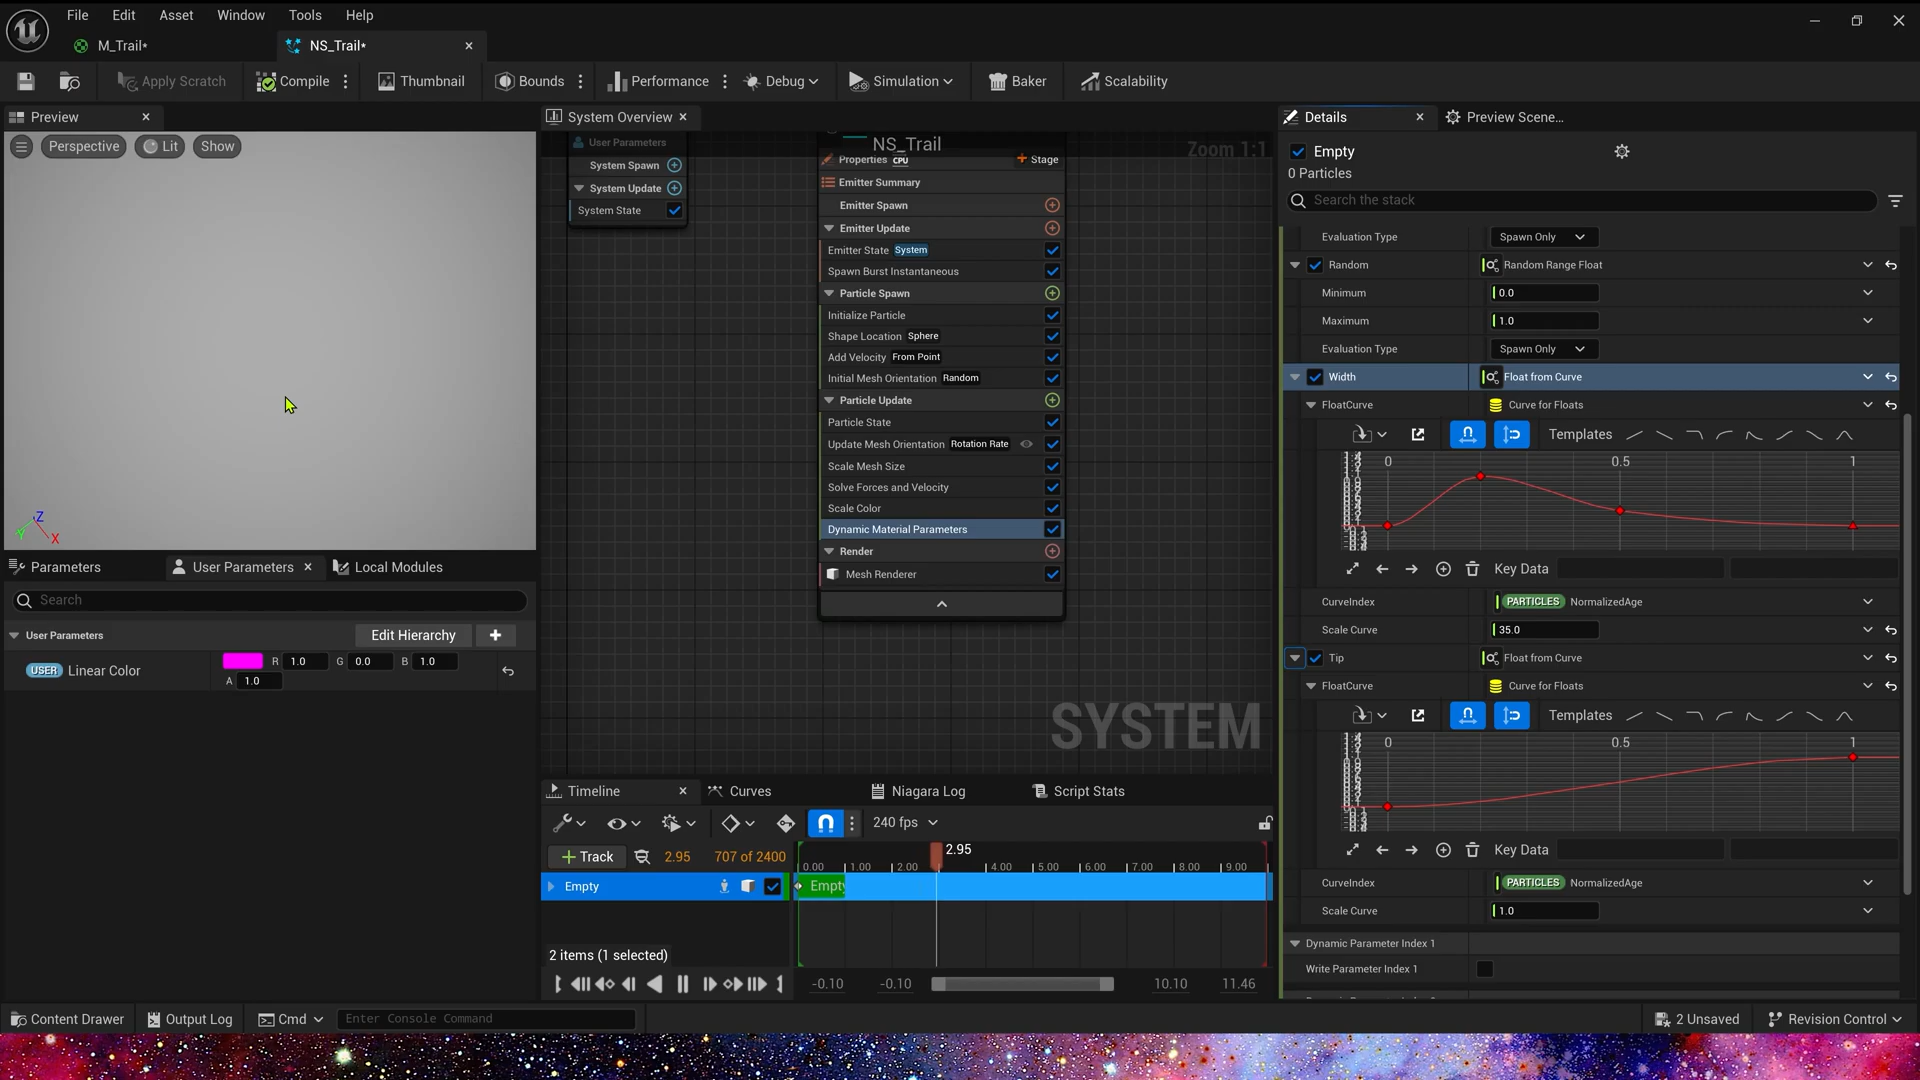 File Edit Asset Window Tools Help
M_Trail* NS_Trail*
Apply Scratch Compile Thumbnail Bounds Performance Debug Simulation Baker Scalability
Preview System Overview Details Preview Scene...
Perspective Lit Show
User Parameters
System Spawn
System Update
System State
NS_Trail
Zoom 1:1
Properties CPU Stage
Emitter Summary
Emitter Spawn
Emitter Update
Emitter State System
Spawn Burst Instantaneous
Particle Spawn
Initialize Particle
Shape Location Sphere
Add Velocity From Point
Initial Mesh Orientation Random
Particle Update
Particle State
Update Mesh Orientation Rotation Rate
Scale Mesh Size
Solve Forces and Velocity
Scale Color
Dynamic Material Parameters
Render
Mesh Renderer
SYSTEM
Z
Y
X
Parameters User Parameters Local Modules
Search
User Parameters Edit Hierarchy
USER Linear Color R 1.0 G 0.0 B 1.0
A 1.0
Timeline Curves Niagara Log Script Stats
240 fps
Track 2.95 707 of 2400
2.95
0.00 1.00 2.00 4.00 5.00 6.00 7.00 8.00 9.00
Empty Empty
2 items (1 selected)
-0.10 -0.10 10.10 11.46
Empty
0 Particles
Search the stack
Evaluation Type Spawn Only
Random Random Range Float
Minimum 0.0
Maximum 1.0
Evaluation Type Spawn Only
Width Float from Curve
FloatCurve Curve for Floats
Templates
0 0.5 1
Key Data
CurveIndex PARTICLES NormalizedAge
Scale Curve 35.0
Tip Float from Curve
FloatCurve Curve for Floats
Templates
0 0.5 1
Key Data
CurveIndex PARTICLES NormalizedAge
Scale Curve 1.0
Dynamic Parameter Index 1
Write Parameter Index 1
Content Drawer Output Log Cmd Enter Console Command 2 Unsaved Revision Control